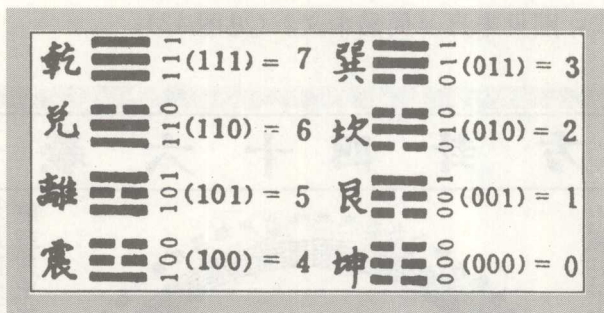 乾 ☰ 111 (111) = 7 巽 ☴ 011 (011) = 3
兌 ☱ 110 (110) = 6 坎 ☵ 010 (010) = 2
離 ☲ 101 (101) = 5 艮 ☶ 001 (001) = 1
震 ☳ 100 (100) = 4 坤 ☷ 000 (000) = 0